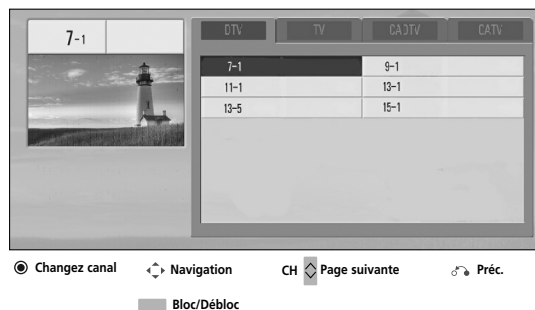 7-1
DTV TV CADTV CATV
7-1 9-1
11-1 13-1
13-5 15-1
Changez canal Navigation CH Page suivante Préc.
Bloc/Débloc